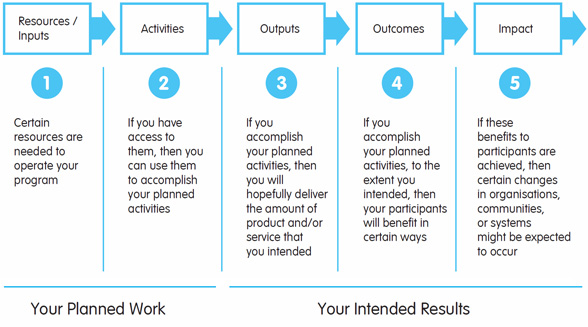 Resources /
Inputs
Activities
Outputs
Outcomes
Impact
1
2
3
4
5
Certain
resources are
needed to
operate your
program
If you have
access to
them, then you
can use them
to accomplish
your planned
activities
If you
accomplish
your planned
activities, then
you will
hopefully deliver
the amount of
product and/or
service that
you intended
If you
accomplish
your planned
activities, to the
extent you
intended, then
your participants
will benefit in
certain ways
If these
benefits to
participants are
achieved, then
certain changes
in organisations,
communities,
or systems
might be expected
to occur
Your Planned Work
Your Intended Results